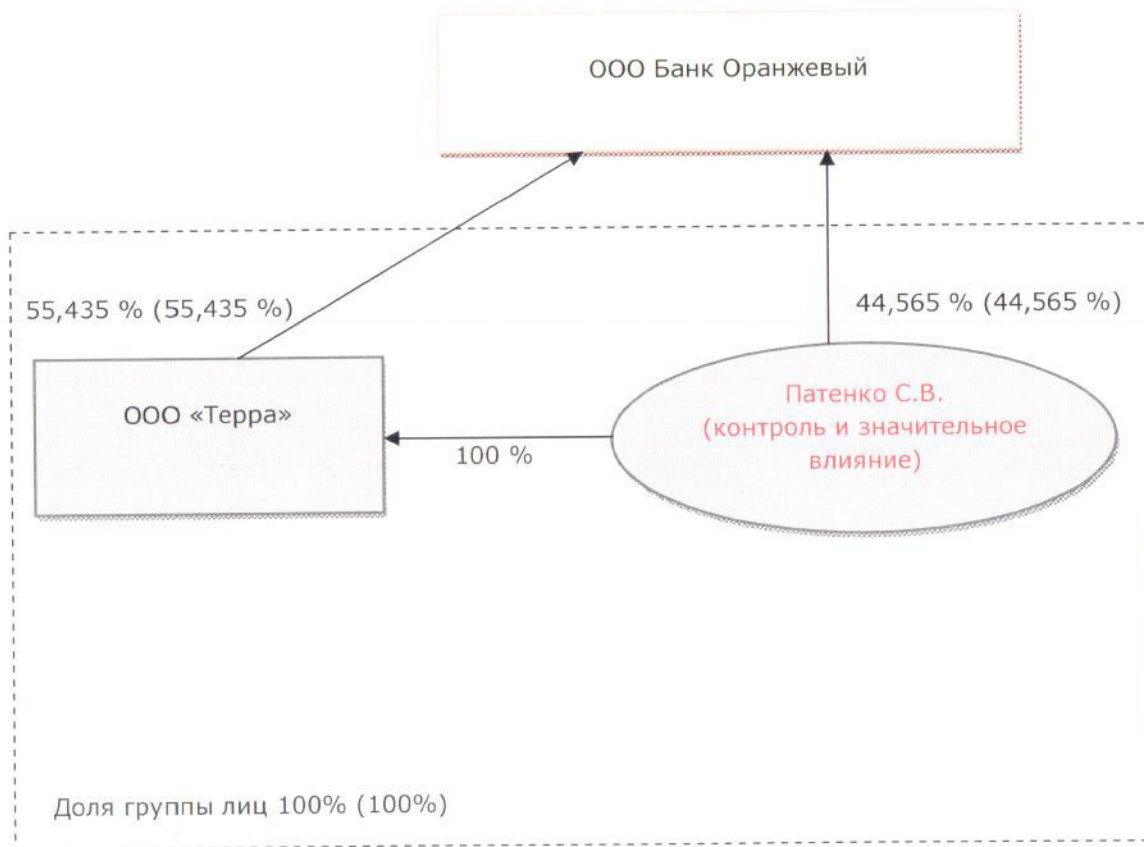 ООО Банк Оранжевый
55,435 % (55,435 %)
44,565 % (44,565 %)
ООО «Терра»
Патенко С.В.
(контроль и значительное
влияние)
100 %
Доля группы лиц 100% (100%)